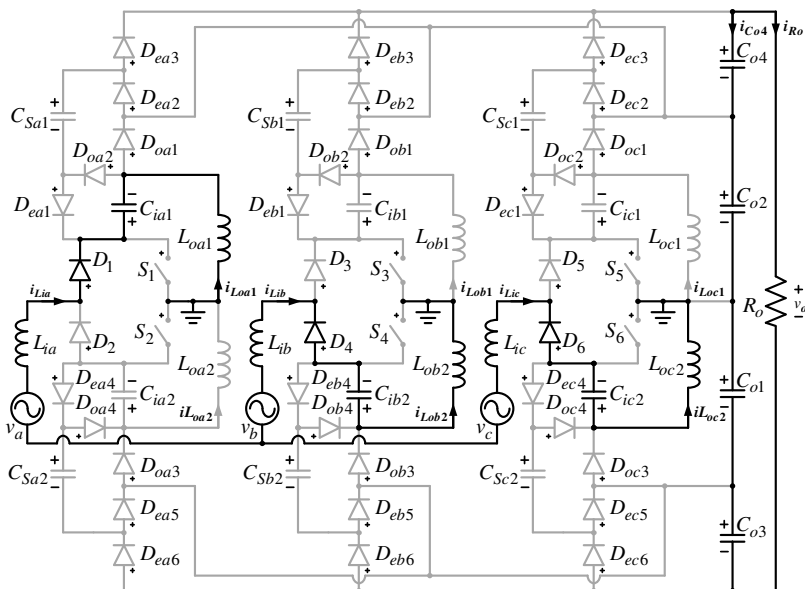 i_Co4 i_Ro
D_ea3 D_eb3 D_ec3 + C_o4 −
+ C_Sa1 − D_ea2 + C_Sb1 − D_eb2 + C_Sc1 − D_ec2
D_oa1 D_ob1 D_oc1
D_oa2 D_ob2 D_oc2
D_ea1 − C_ia1 + D_eb1 − C_ib1 + D_ec1 − C_ic1 + + C_o2 −
L_oa1 L_ob1 L_oc1
D_1 S_1 D_3 S_3 D_5 S_5
i_Lia i_Loa1 i_Lib i_Lob1 i_Lic i_Loc1
R_o + v_o −
L_ia D_2 S_2 L_ib D_4 S_4 L_ic D_6 S_6
L_oa2 L_ob2 L_oc2
D_ea4 + C_ia2 − D_eb4 + C_ib2 − D_ec4 + C_ic2 − + C_o1 −
D_oa4 iL_oa2 D_ob4 i_Lob2 D_oc4 iL_oc2
v_a v_b v_c
+ C_Sa2 − D_oa3 + C_Sb2 − D_ob3 + C_Sc2 − D_oc3
D_ea5 D_eb5 D_ec5
D_ea6 D_eb6 D_ec6 + C_o3 −